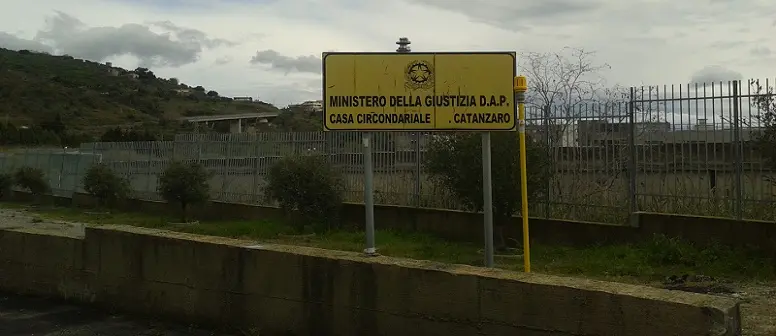 MINISTERO DELLA GIUSTIZIA D.A.P.
CASA CIRCONDARIALE . CATANZARO